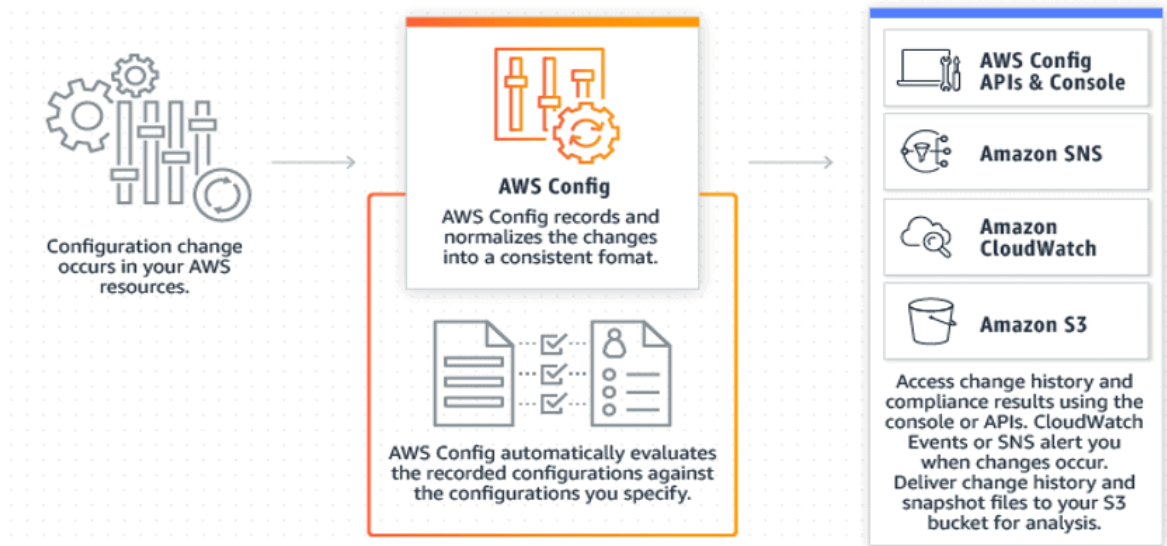 Configuration change
occurs in your AWS
resources.
AWS Config
AWS Config records and
normalizes the changes
into a consistent fomat.
AWS Config automatically evaluates
the recorded configurations against
the configurations you specify.
AWS Config
APIs & Console
Amazon SNS
Amazon
CloudWatch
Amazon S3
Access change history and
compliance results using the
console or APIs. CloudWatch
Events or SNS alert you
when changes occur.
Deliver change history and
snapshot files to your S3
bucket for analysis.